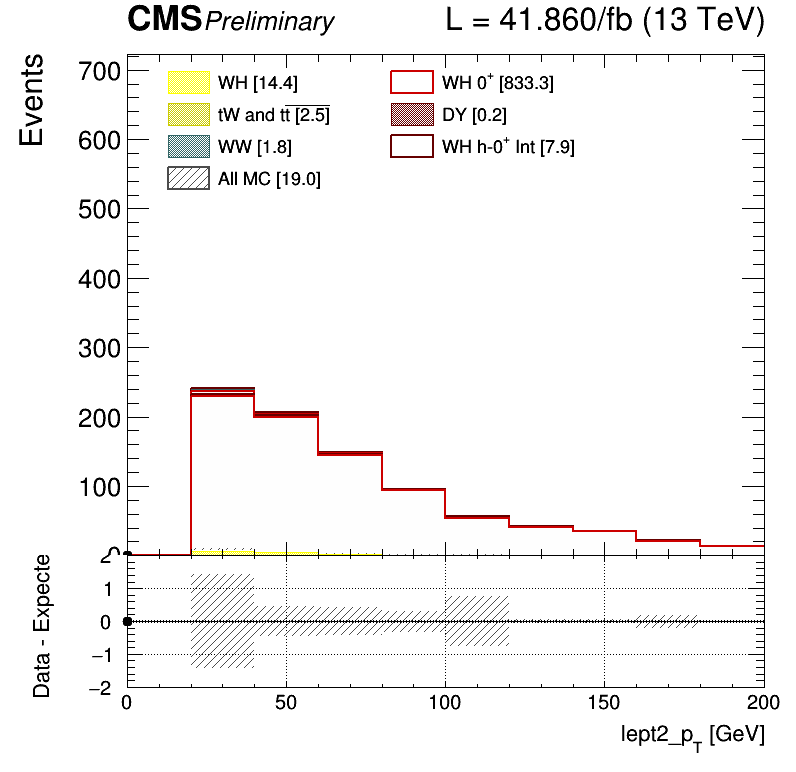 CMS Preliminary L = 41.860/fb (13 TeV)
Events
700
600
500
400
300
200
100
0
WH [14.4]
tW and tt̅ [2.5]
WW [1.8]
All MC [19.0]
WH 0⁺ [833.3]
DY [0.2]
WH h-0⁺ Int [7.9]
Data - Expecte
2
1
0
−1
−2
0 50 100 150 200
lept2_p_T [GeV]